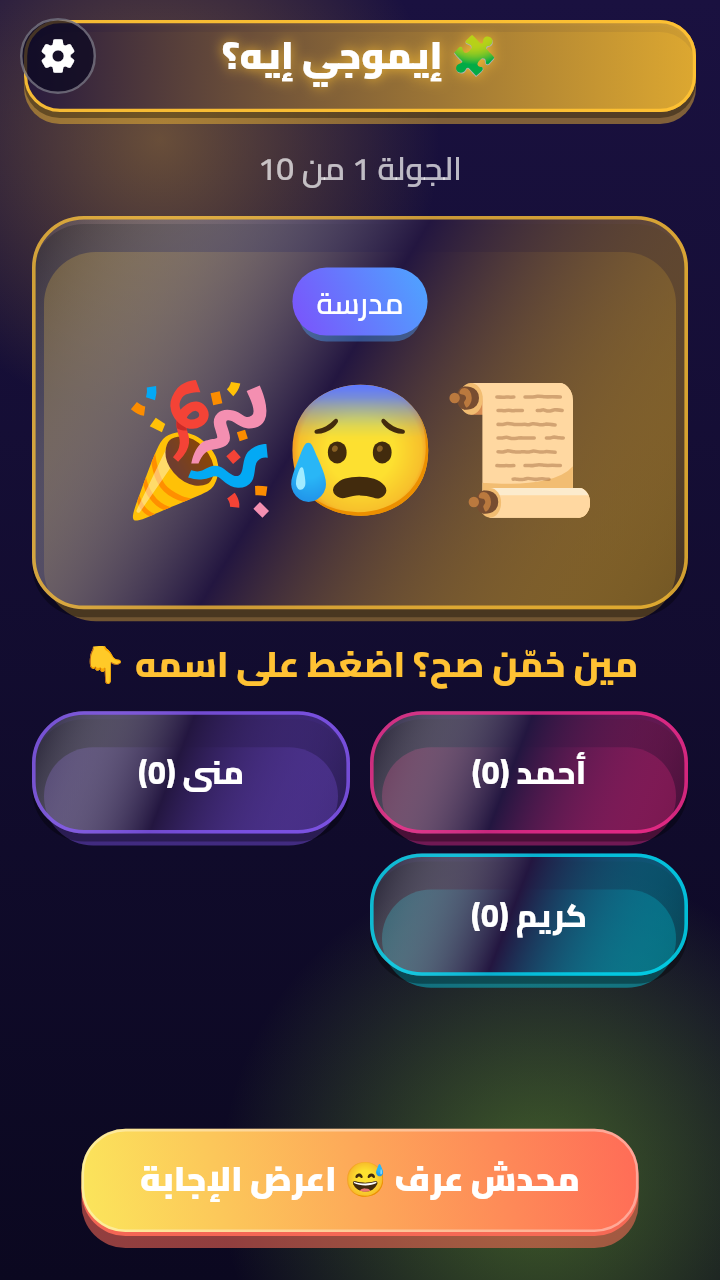 إيموجي إيه؟
الجولة 1 من 10
مدرسة
مين خمّن صح؟ اضغط على اسمه
أحمد (0)
منى (0)
كريم (0)
محدش عرف 😅 اعرض الإجابة